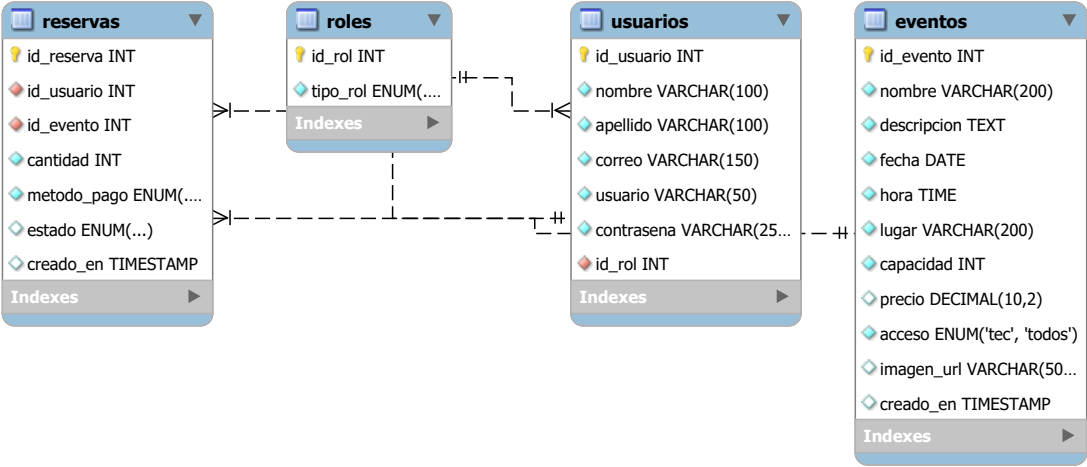 reservas
id_reserva INT
id_usuario INT
id_evento INT
cantidad INT
metodo_pago ENUM(....
estado ENUM(...)
creado_en TIMESTAMP
Indexes
roles
id_rol INT
tipo_rol ENUM(....
Indexes
usuarios
id_usuario INT
nombre VARCHAR(100)
apellido VARCHAR(100)
correo VARCHAR(150)
usuario VARCHAR(50)
contrasena VARCHAR(25...
id_rol INT
Indexes
eventos
id_evento INT
nombre VARCHAR(200)
descripcion TEXT
fecha DATE
hora TIME
lugar VARCHAR(200)
capacidad INT
precio DECIMAL(10,2)
acceso ENUM('tec', 'todos')
imagen_url VARCHAR(50...
creado_en TIMESTAMP
Indexes